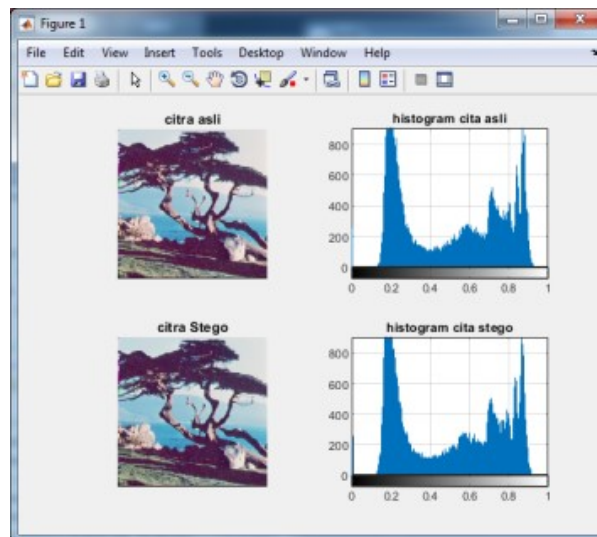 Figure 1
File Edit View Insert Tools Desktop Window Help
citra asli
histogram cita asli
800
600
400
200
0
0 0.2 0.4 0.6 0.8 1
citra Stego
histogram cita stego
800
600
400
200
0
0 0.2 0.4 0.6 0.8 1